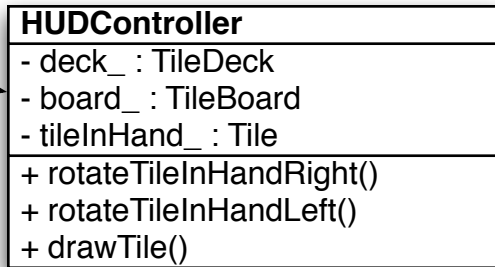 HUDController
- deck_ : TileDeck
- board_ : TileBoard
- tileInHand_ : Tile
+ rotateTileInHandRight()
+ rotateTileInHandLeft()
+ drawTile()